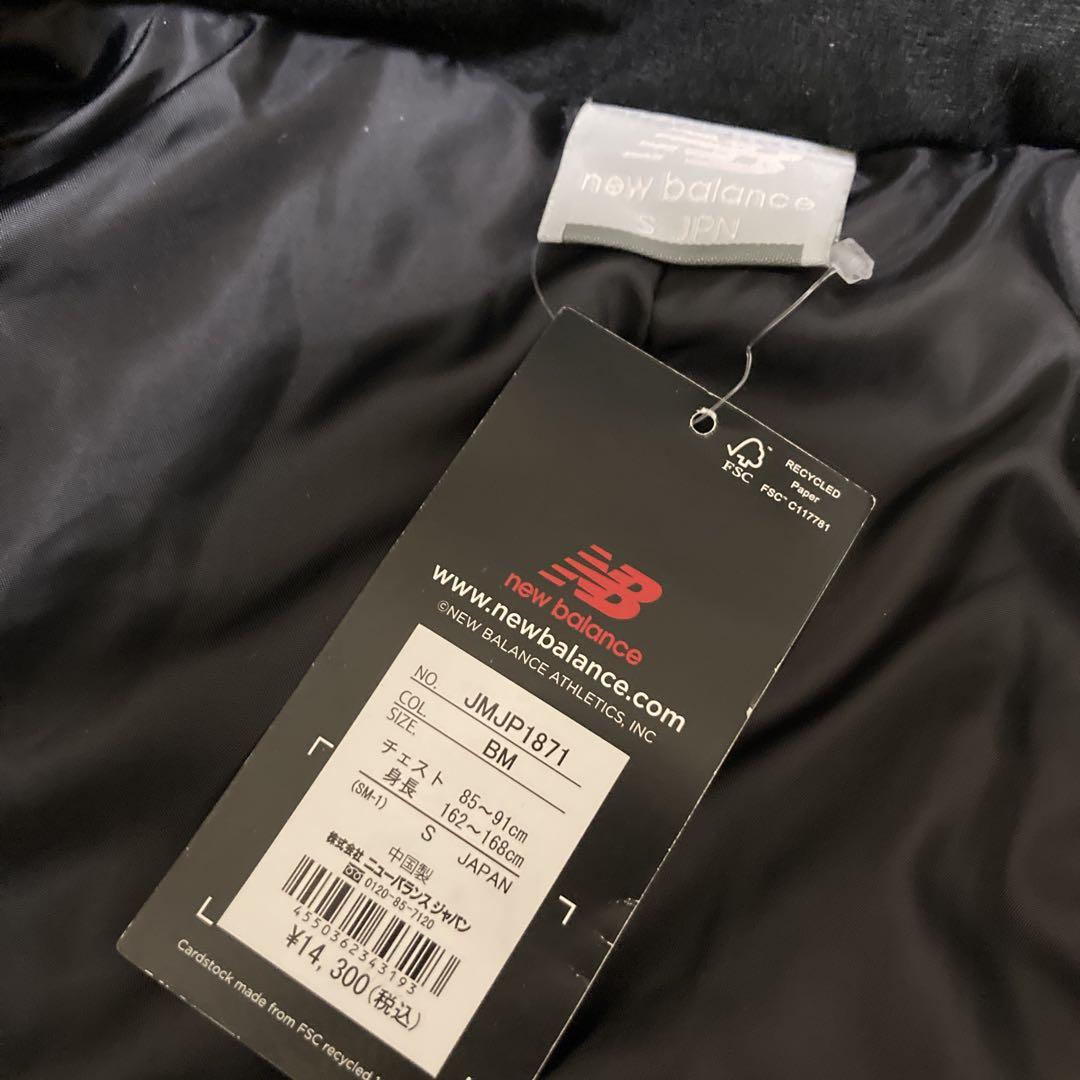 new balance
S JPN
FSC
RECYCLED
Paper
FSC™ C117781
new balance
www.newbalance.com
©NEW BALANCE ATHLETICS, INC
NO. JMJP1871
COL. BM
SIZE.
チェスト 85～91cm
身長 162～168cm
(SM-1) S JAPAN
中国製
株式会社 ニューバランス ジャパン
0120-85-7120
4550362343193
¥14,300(税込)
Cardstock made from FSC recycled